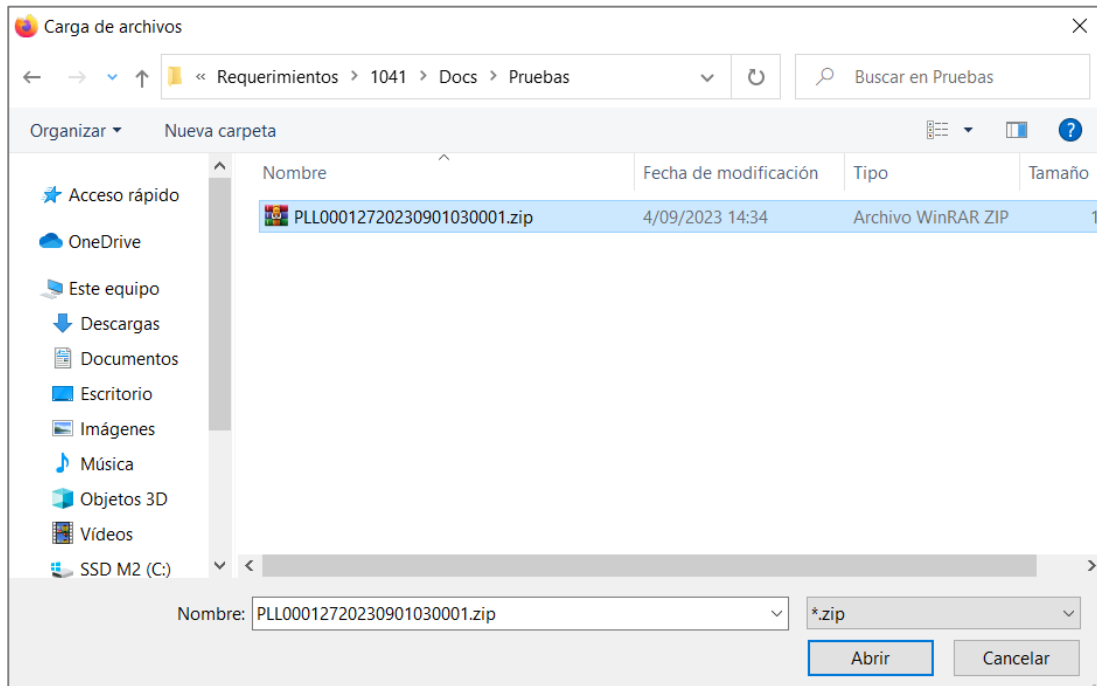 Carga de archivos
« Requerimientos > 1041 > Docs > Pruebas
Buscar en Pruebas
Organizar
Nueva carpeta
Nombre Fecha de modificación Tipo Tamaño
PLL00012720230901030001.zip 4/09/2023 14:34 Archivo WinRAR ZIP 1
Acceso rápido
OneDrive
Este equipo
Descargas
Documentos
Escritorio
Imágenes
Música
Objetos 3D
Vídeos
SSD M2 (C:)
Nombre: PLL00012720230901030001.zip *.zip
Abrir Cancelar